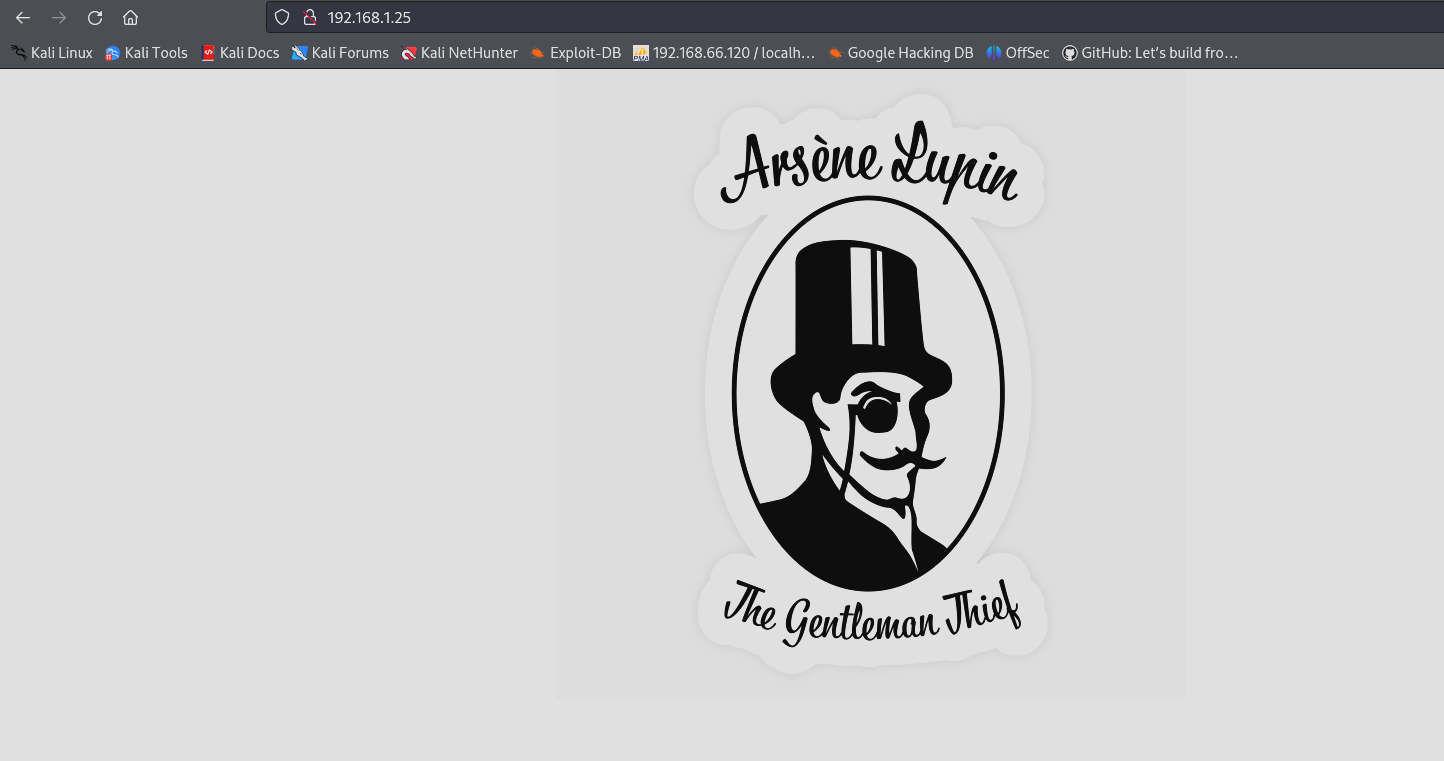 192.168.1.25
Kali Linux Kali Tools Kali Docs Kali Forums Kali NetHunter Exploit-DB 192.168.66.120 / localh… Google Hacking DB OffSec GitHub: Let's build fro…
Arsène Lupin
The Gentleman Thief